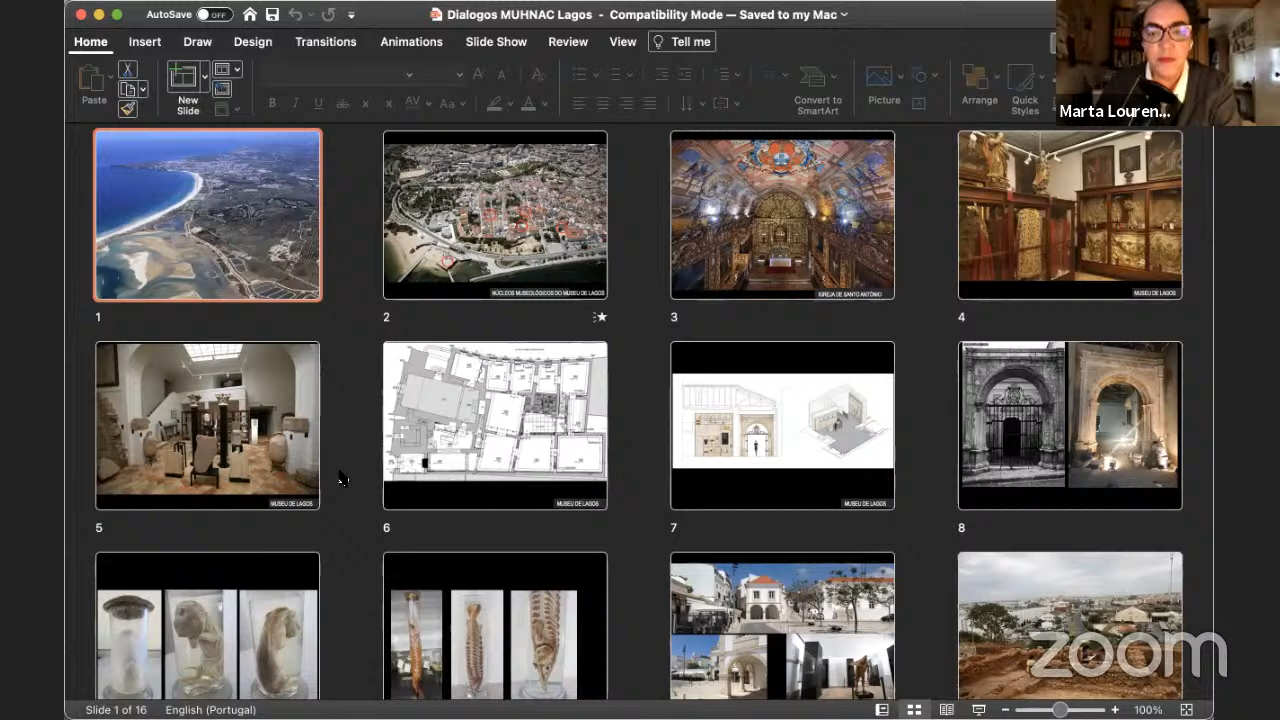 AutoSave OFF
Dialogos MUHNAC Lagos - Compatibility Mode — Saved to my Mac
Home Insert Draw Design Transitions Animations Slide Show Review View Tell me
Paste
New Slide
Convert to SmartArt
Picture
Arrange
Quick Styles
Marta Louren...
NÚCLEOS MUSEOLÓGICOS DO MUSEU DE LAGOS
IGREJA DE SANTO ANTÓNIO
MUSEU DE LAGOS
1 2 3 4
MUSEU DE LAGOS
MUSEU DE LAGOS
MUSEU DE LAGOS
5 6 7 8
zoom
Slide 1 of 16 English (Portugal) 100%